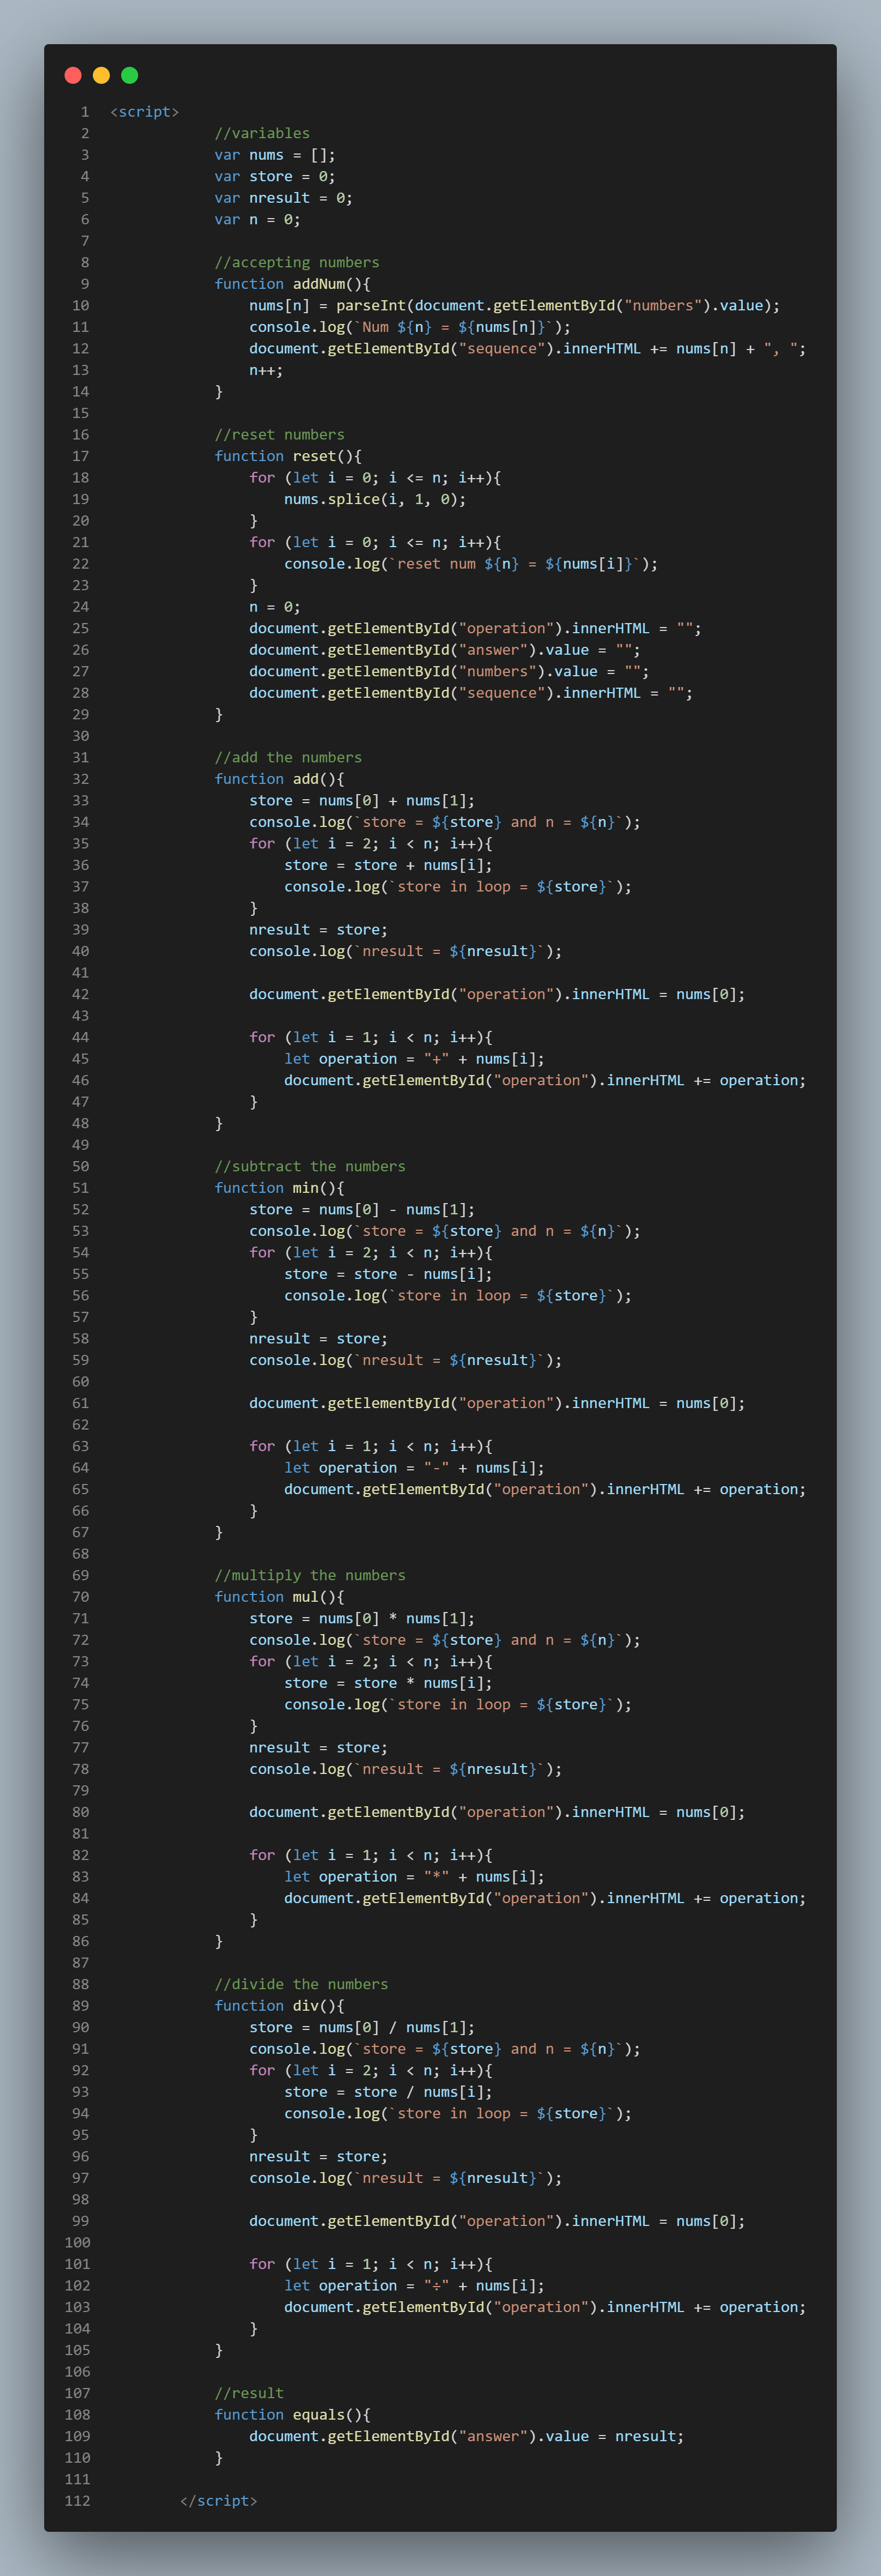 1 <script>
2 //variables
3 var nums = [];
4 var store = 0;
5 var nresult = 0;
6 var n = 0;
7
8 //accepting numbers
9 function addNum(){
10 nums[n] = parseInt(document.getElementById("numbers").value);
11 console.log(`Num ${n} = ${nums[n]}`);
12 document.getElementById("sequence").innerHTML += nums[n] + ", ";
13 n++;
14 }
15
16 //reset numbers
17 function reset(){
18 for (let i = 0; i <= n; i++){
19 nums.splice(i, 1, 0);
20 }
21 for (let i = 0; i <= n; i++){
22 console.log(`reset num ${n} = ${nums[i]}`);
23 }
24 n = 0;
25 document.getElementById("operation").innerHTML = "";
26 document.getElementById("answer").value = "";
27 document.getElementById("numbers").value = "";
28 document.getElementById("sequence").innerHTML = "";
29 }
30
31 //add the numbers
32 function add(){
33 store = nums[0] + nums[1];
34 console.log(`store = ${store} and n = ${n}`);
35 for (let i = 2; i < n; i++){
36 store = store + nums[i];
37 console.log(`store in loop = ${store}`);
38 }
39 nresult = store;
40 console.log(`nresult = ${nresult}`);
41
42 document.getElementById("operation").innerHTML = nums[0];
43
44 for (let i = 1; i < n; i++){
45 let operation = "+" + nums[i];
46 document.getElementById("operation").innerHTML += operation;
47 }
48 }
49
50 //subtract the numbers
51 function min(){
52 store = nums[0] - nums[1];
53 console.log(`store = ${store} and n = ${n}`);
54 for (let i = 2; i < n; i++){
55 store = store - nums[i];
56 console.log(`store in loop = ${store}`);
57 }
58 nresult = store;
59 console.log(`nresult = ${nresult}`);
60
61 document.getElementById("operation").innerHTML = nums[0];
62
63 for (let i = 1; i < n; i++){
64 let operation = "-" + nums[i];
65 document.getElementById("operation").innerHTML += operation;
66 }
67 }
68
69 //multiply the numbers
70 function mul(){
71 store = nums[0] * nums[1];
72 console.log(`store = ${store} and n = ${n}`);
73 for (let i = 2; i < n; i++){
74 store = store * nums[i];
75 console.log(`store in loop = ${store}`);
76 }
77 nresult = store;
78 console.log(`nresult = ${nresult}`);
79
80 document.getElementById("operation").innerHTML = nums[0];
81
82 for (let i = 1; i < n; i++){
83 let operation = "*" + nums[i];
84 document.getElementById("operation").innerHTML += operation;
85 }
86 }
87
88 //divide the numbers
89 function div(){
90 store = nums[0] / nums[1];
91 console.log(`store = ${store} and n = ${n}`);
92 for (let i = 2; i < n; i++){
93 store = store / nums[i];
94 console.log(`store in loop = ${store}`);
95 }
96 nresult = store;
97 console.log(`nresult = ${nresult}`);
98
99 document.getElementById("operation").innerHTML = nums[0];
100
101 for (let i = 1; i < n; i++){
102 let operation = "÷" + nums[i];
103 document.getElementById("operation").innerHTML += operation;
104 }
105 }
106
107 //result
108 function equals(){
109 document.getElementById("answer").value = nresult;
110 }
111
112 </script>